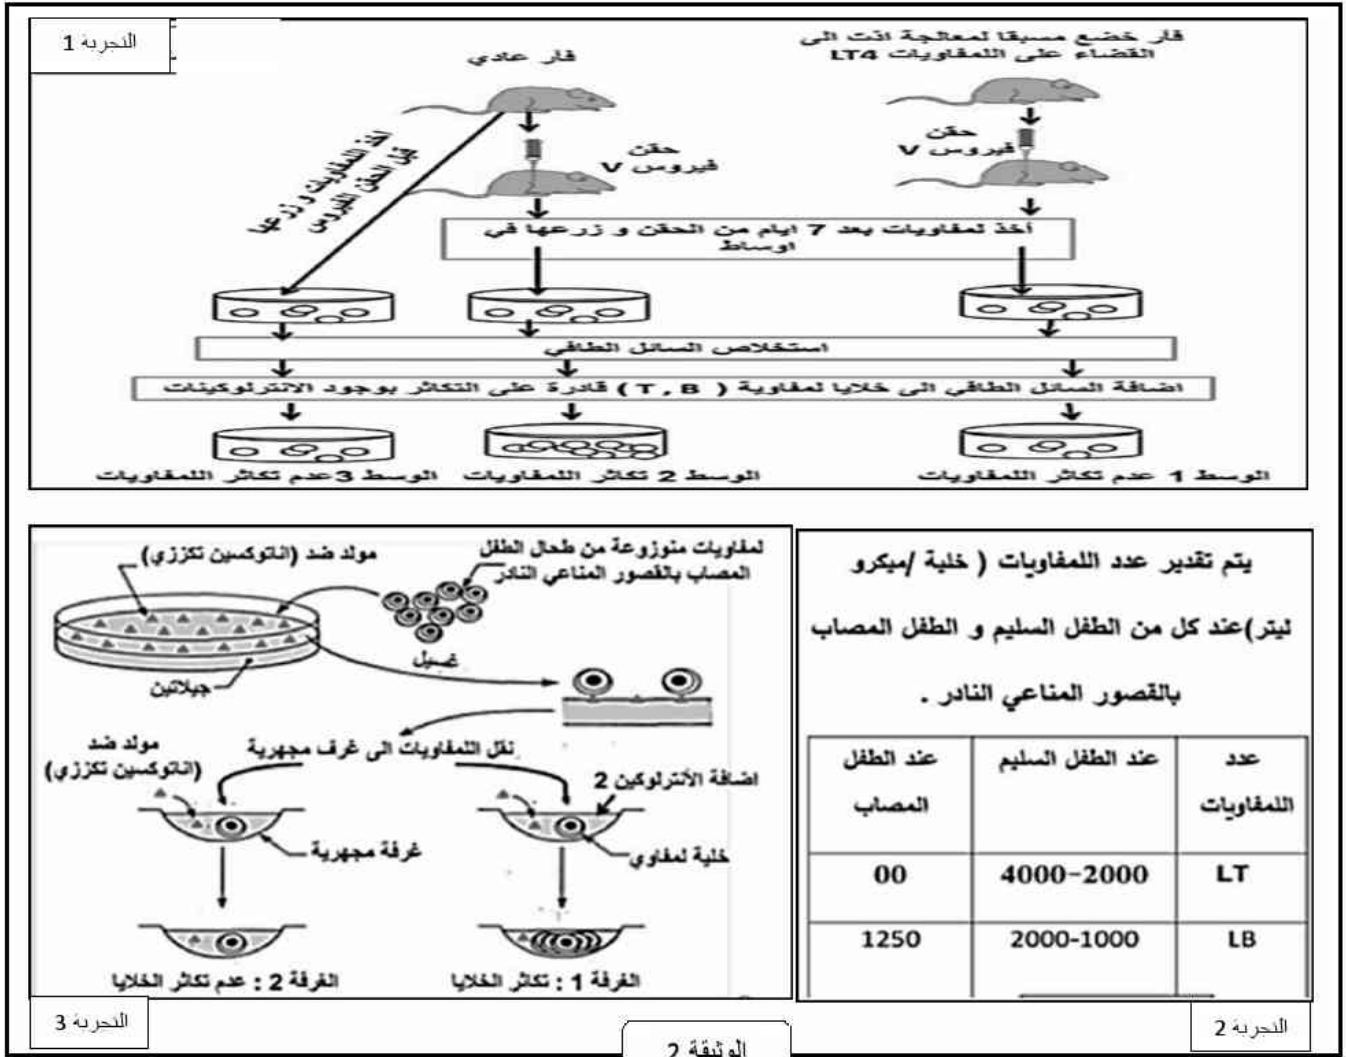 التجربة 1
فار خضع مسبقا لمعالجة ادت الى
القضاء على اللمفاويات LT4
فار عادي
حقن
فيروس V
حقن
فيروس V
اخذ اللمفاويات و زرعها
قبل الحقن الفيروس
أخذ لمفاويات بعد 7 ايام من الحقن و زرعها في
اوساط
استخلاص السائل الطافي
اضافة السائل الطافي الى خلايا لمفاوية ( T , B ) قادرة على التكاثر بوجود الانترلوكينات
الوسط 1 عدم تكاثر اللمفاويات
الوسط 2 تكاثر اللمفاويات
الوسط 3 عدم تكاثر اللمفاويات
يتم تقدير عدد اللمفاويات ( خلية /ميكرو
ليتر)عند كل من الطفل السليم و الطفل المصاب
بالقصور المناعي النادر .
عدد اللمفاويات
عند الطفل السليم
عند الطفل المصاب
LT
4000-2000
00
LB
2000-1000
1250
التجربة 2
لمفاويات منوزوعة من طحال الطفل
المصاب بالقصور المناعي النادر
مولد ضد (اناتوكسين تكززي)
غسيل
جيلاتين
نقل اللمفاويات الى غرف مجهرية
مولد ضد
(اناتوكسين تكززي)
اضافة الأنترلوكين 2
غرفة مجهرية
خلية لمفاوي
الغرفة 1 : تكاثر الخلايا
الغرفة 2 : عدم تكاثر الخلايا
التجربة 3
الوثيقة 2